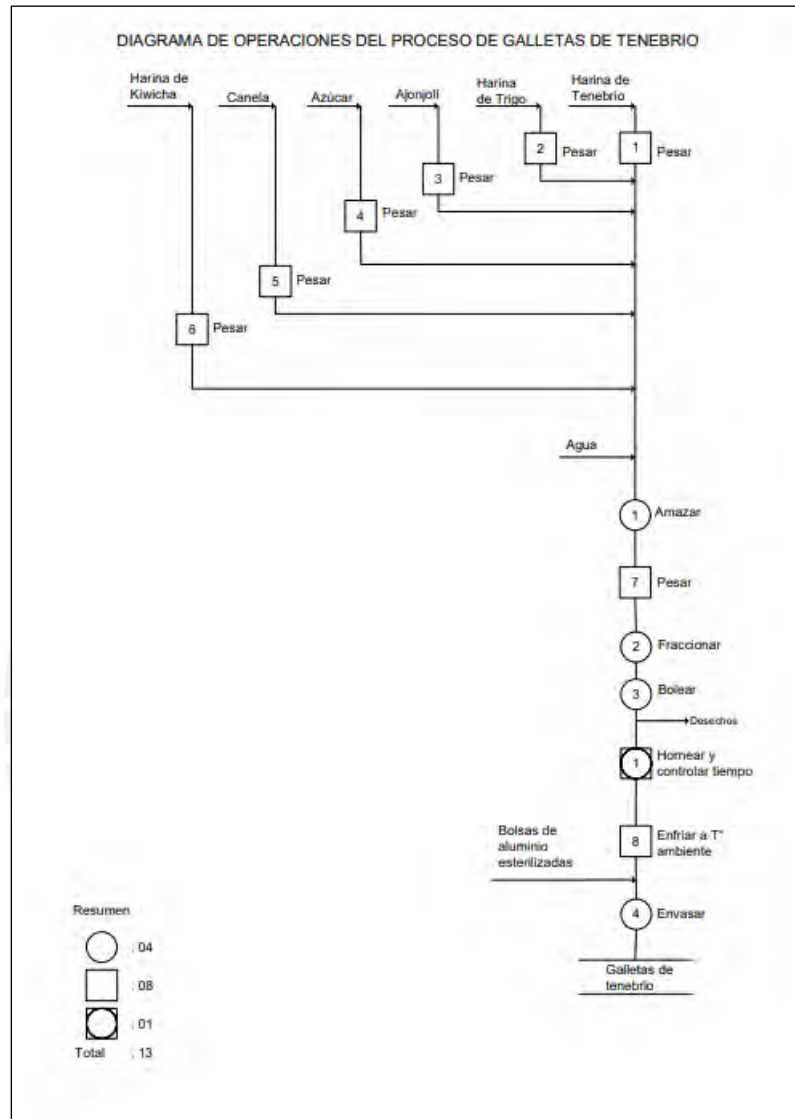 DIAGRAMA DE OPERACIONES DEL PROCESO DE GALLETAS DE TENEBRIO
Harina de
Kiwicha
Canela
Azúcar
Ajonjolí
Harina
de Trigo
Harina de
Tenebrio
2 Pesar
1 Pesar
3 Pesar
4 Pesar
5 Pesar
6 Pesar
Agua
1 Amazar
7 Pesar
2 Fraccionar
3 Bolear
Desechos
1 Hornear y
controlar tiempo
Bolsas de
aluminio
esterilizadas
8 Enfriar a T°
ambiente
4 Envasar
Galletas de
tenebrio
Resumen
: 04
: 08
: 01
Total : 13